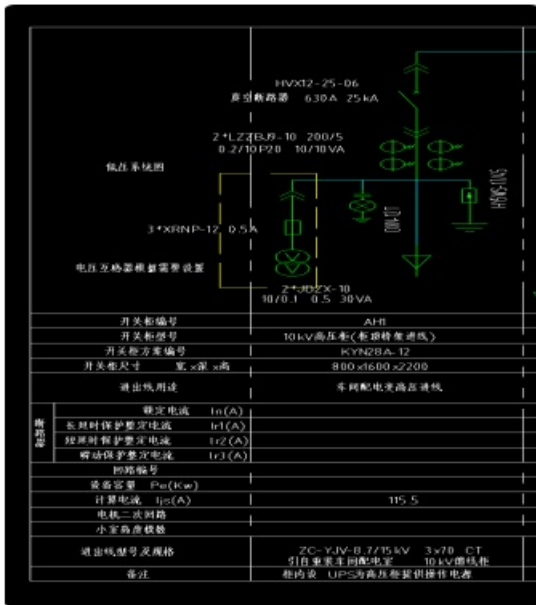 HVX12-25-06
真空断路器 630A 25kA
2*LZZBJ9-10 200/5
0.2/10P20 10/10VA
低压系统图
3*XRNP-12 0.5A
电压互感器根据需要设置
2*JDZX-10
10/0.1 0.5 30VA
开关柜编号 AH1
开关柜型号 10kV高压柜(柜顶桥架进线)
开关柜方案编号 KYN28A-12
开关柜尺寸 宽x深x高 800x1600x2200
进出线用途 车间配电变高压进线
断路器
额定电流 In(A)
长延时保护整定电流 Ir1(A)
短延时保护整定电流 Ir2(A)
瞬动保护整定电流 Ir3(A)
回路编号
设备容量 Pe(Kw)
计算电流 Ijs(A) 115.5
电机二次回路
小室高度模数
进出线型号及规格 ZC-YJV-8.7/15kV 3x70 CT
引自重装车间配电室 10kV馈线柜
备注 柜内设 UPS为高压柜提供操作电源